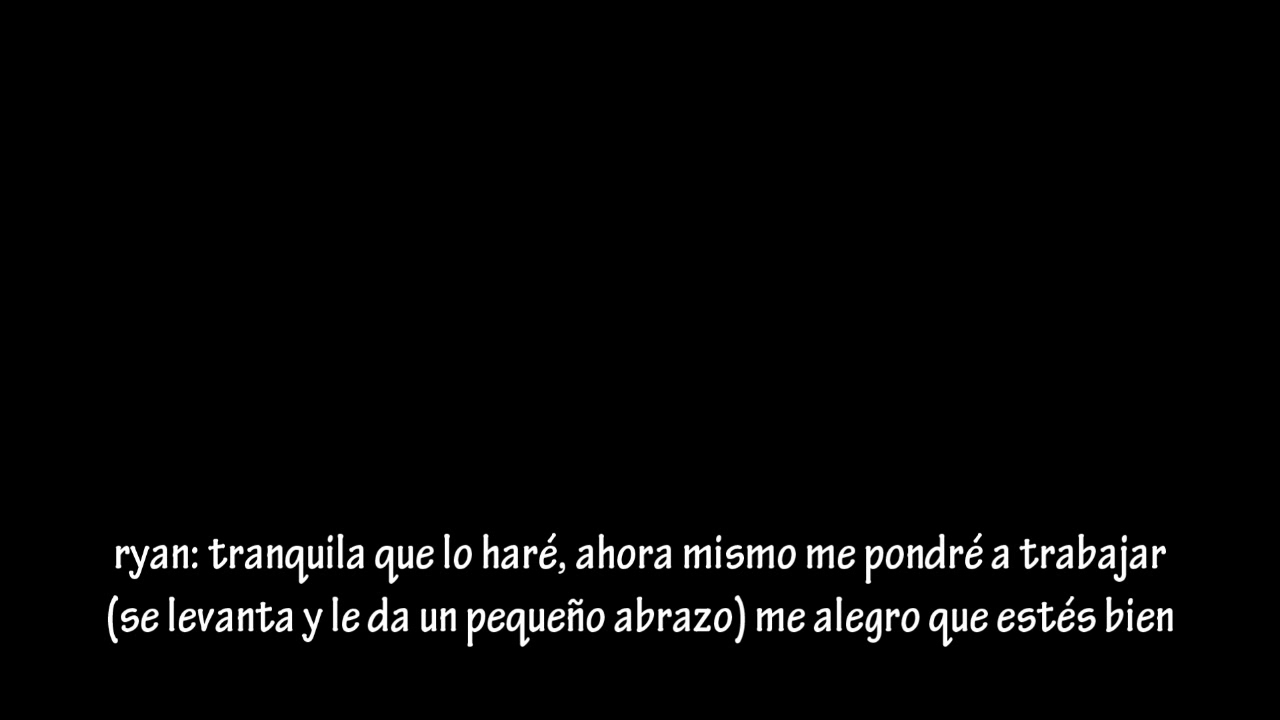 ryan: tranquila que lo haré, ahora mismo me pondré a trabajar
(se levanta y le da un pequeño abrazo) me alegro que estés bien